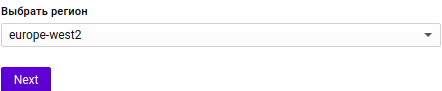 Выбрать регион
europe-west2
Next